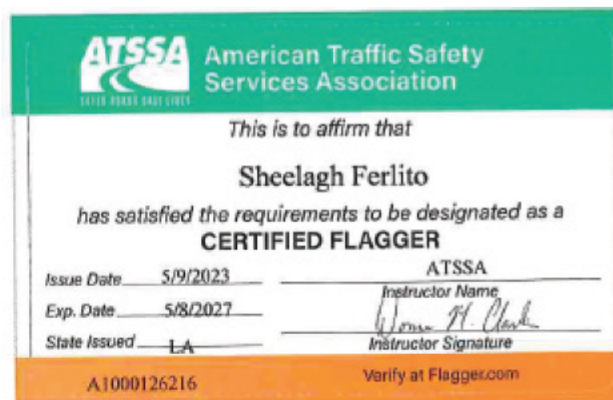 ATSSA
SAFER ROADS SAVE LIVES
American Traffic Safety
Services Association
This is to affirm that
Sheelagh Ferlito
has satisfied the requirements to be designated as a
CERTIFIED FLAGGER
Issue Date 5/9/2023
ATSSA
Instructor Name
Exp. Date 5/8/2027
State Issued LA
Instructor Signature
A1000126216
Verify at Flagger.com